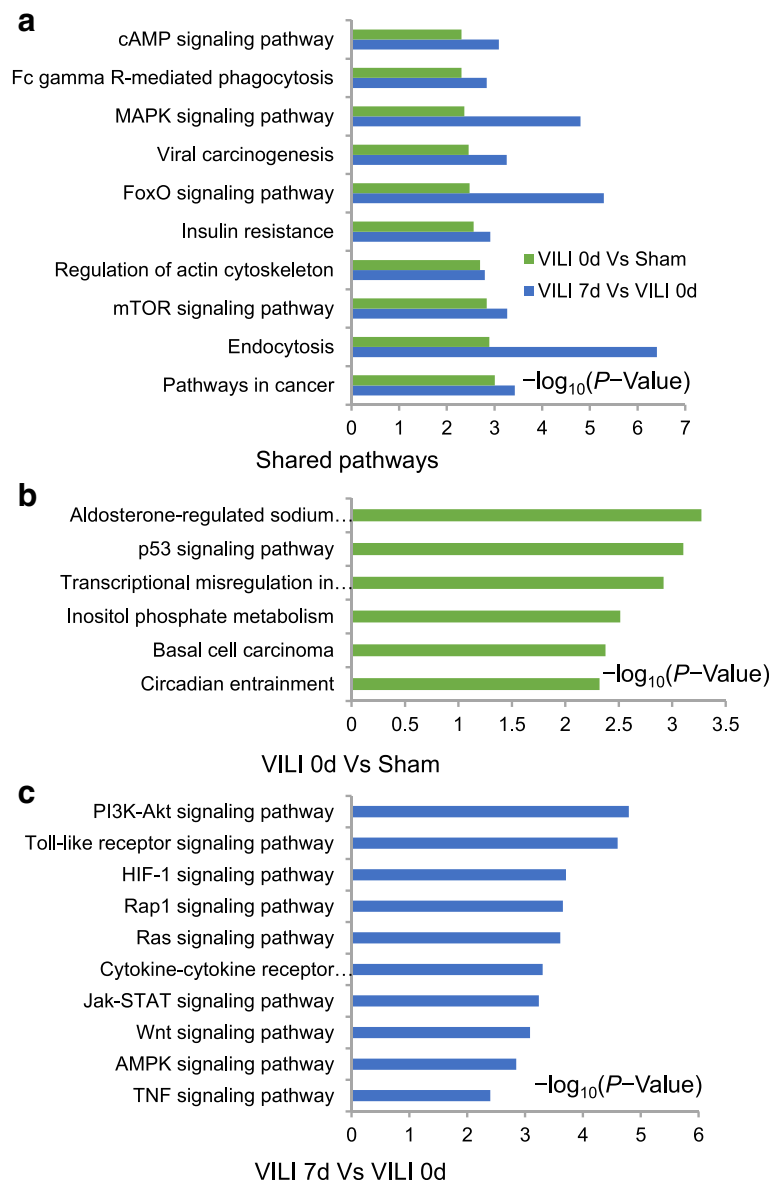 a
cAMP signaling pathway
Fc gamma R-mediated phagocytosis
MAPK signaling pathway
Viral carcinogenesis
FoxO signaling pathway
Insulin resistance
Regulation of actin cytoskeleton
mTOR signaling pathway
Endocytosis
Pathways in cancer
VILI 0d Vs Sham
VILI 7d Vs VILI 0d
−log10(P−Value)
0 1 2 3 4 5 6 7
Shared pathways
b
Aldosterone-regulated sodium…
p53 signaling pathway
Transcriptional misregulation in…
Inositol phosphate metabolism
Basal cell carcinoma
Circadian entrainment
−log10(P−Value)
0 0.5 1 1.5 2 2.5 3 3.5
VILI 0d Vs Sham
c
PI3K-Akt signaling pathway
Toll-like receptor signaling pathway
HIF-1 signaling pathway
Rap1 signaling pathway
Ras signaling pathway
Cytokine-cytokine receptor…
Jak-STAT signaling pathway
Wnt signaling pathway
AMPK signaling pathway
TNF signaling pathway
−log10(P−Value)
0 1 2 3 4 5 6
VILI 7d Vs VILI 0d